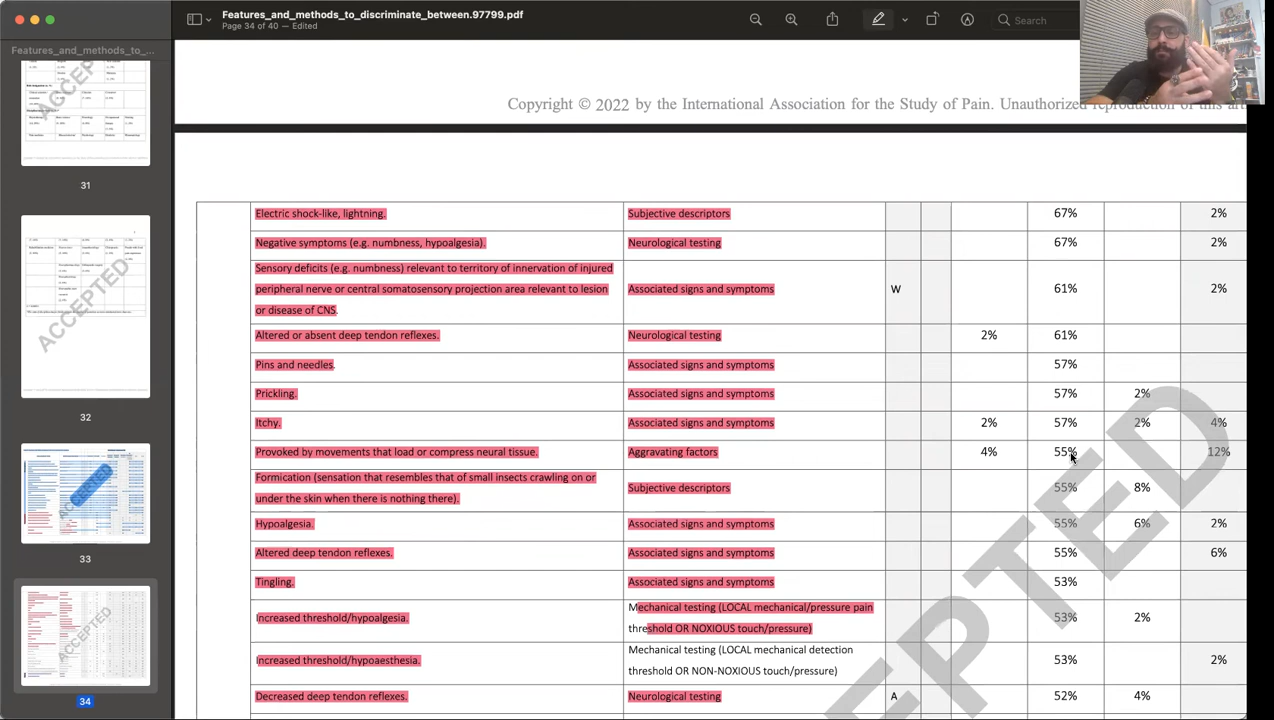 Features_and_methods_to_discriminate_between.97799.pdf
Page 34 of 40 — Edited
Search
Features_and_methods_to_...
ACCEPTED
31
ACCEPTED
32
33
34
Copyright © 2022 by the International Association for the Study of Pain. Unauthorized reproduction of this
Electric shock-like, lightning. Subjective descriptors 67% 2%
Negative symptoms (e.g. numbness, hypoalgesia). Neurological testing 67% 2%
Sensory deficits (e.g. numbness) relevant to territory of innervation of injured
peripheral nerve or central somatosensory projection area relevant to lesion
or disease of CNS. Associated signs and symptoms W 61% 2%
Altered or absent deep tendon reflexes. Neurological testing 2% 61%
Pins and needles. Associated signs and symptoms 57%
Prickling. Associated signs and symptoms 57% 2%
Itchy. Associated signs and symptoms 2% 57% 2% 4%
Provoked by movements that load or compress neural tissue. Aggravating factors 4% 55% 12%
Formication (sensation that resembles that of small insects crawling on or
under the skin when there is nothing there). Subjective descriptors 55% 8%
Hypoalgesia. Associated signs and symptoms 55% 6% 2%
Altered deep tendon reflexes. Associated signs and symptoms 55% 6%
Tingling. Associated signs and symptoms 53%
Increased threshold/hypoalgesia. Mechanical testing (LOCAL mechanical/pressure pain
threshold OR NOXIOUS touch/pressure) 53% 2%
Increased threshold/hypoaesthesia. Mechanical testing (LOCAL mechanical detection
threshold OR NON-NOXIOUS touch/pressure) 53% 2%
Decreased deep tendon reflexes. Neurological testing A 52% 4%
PTED